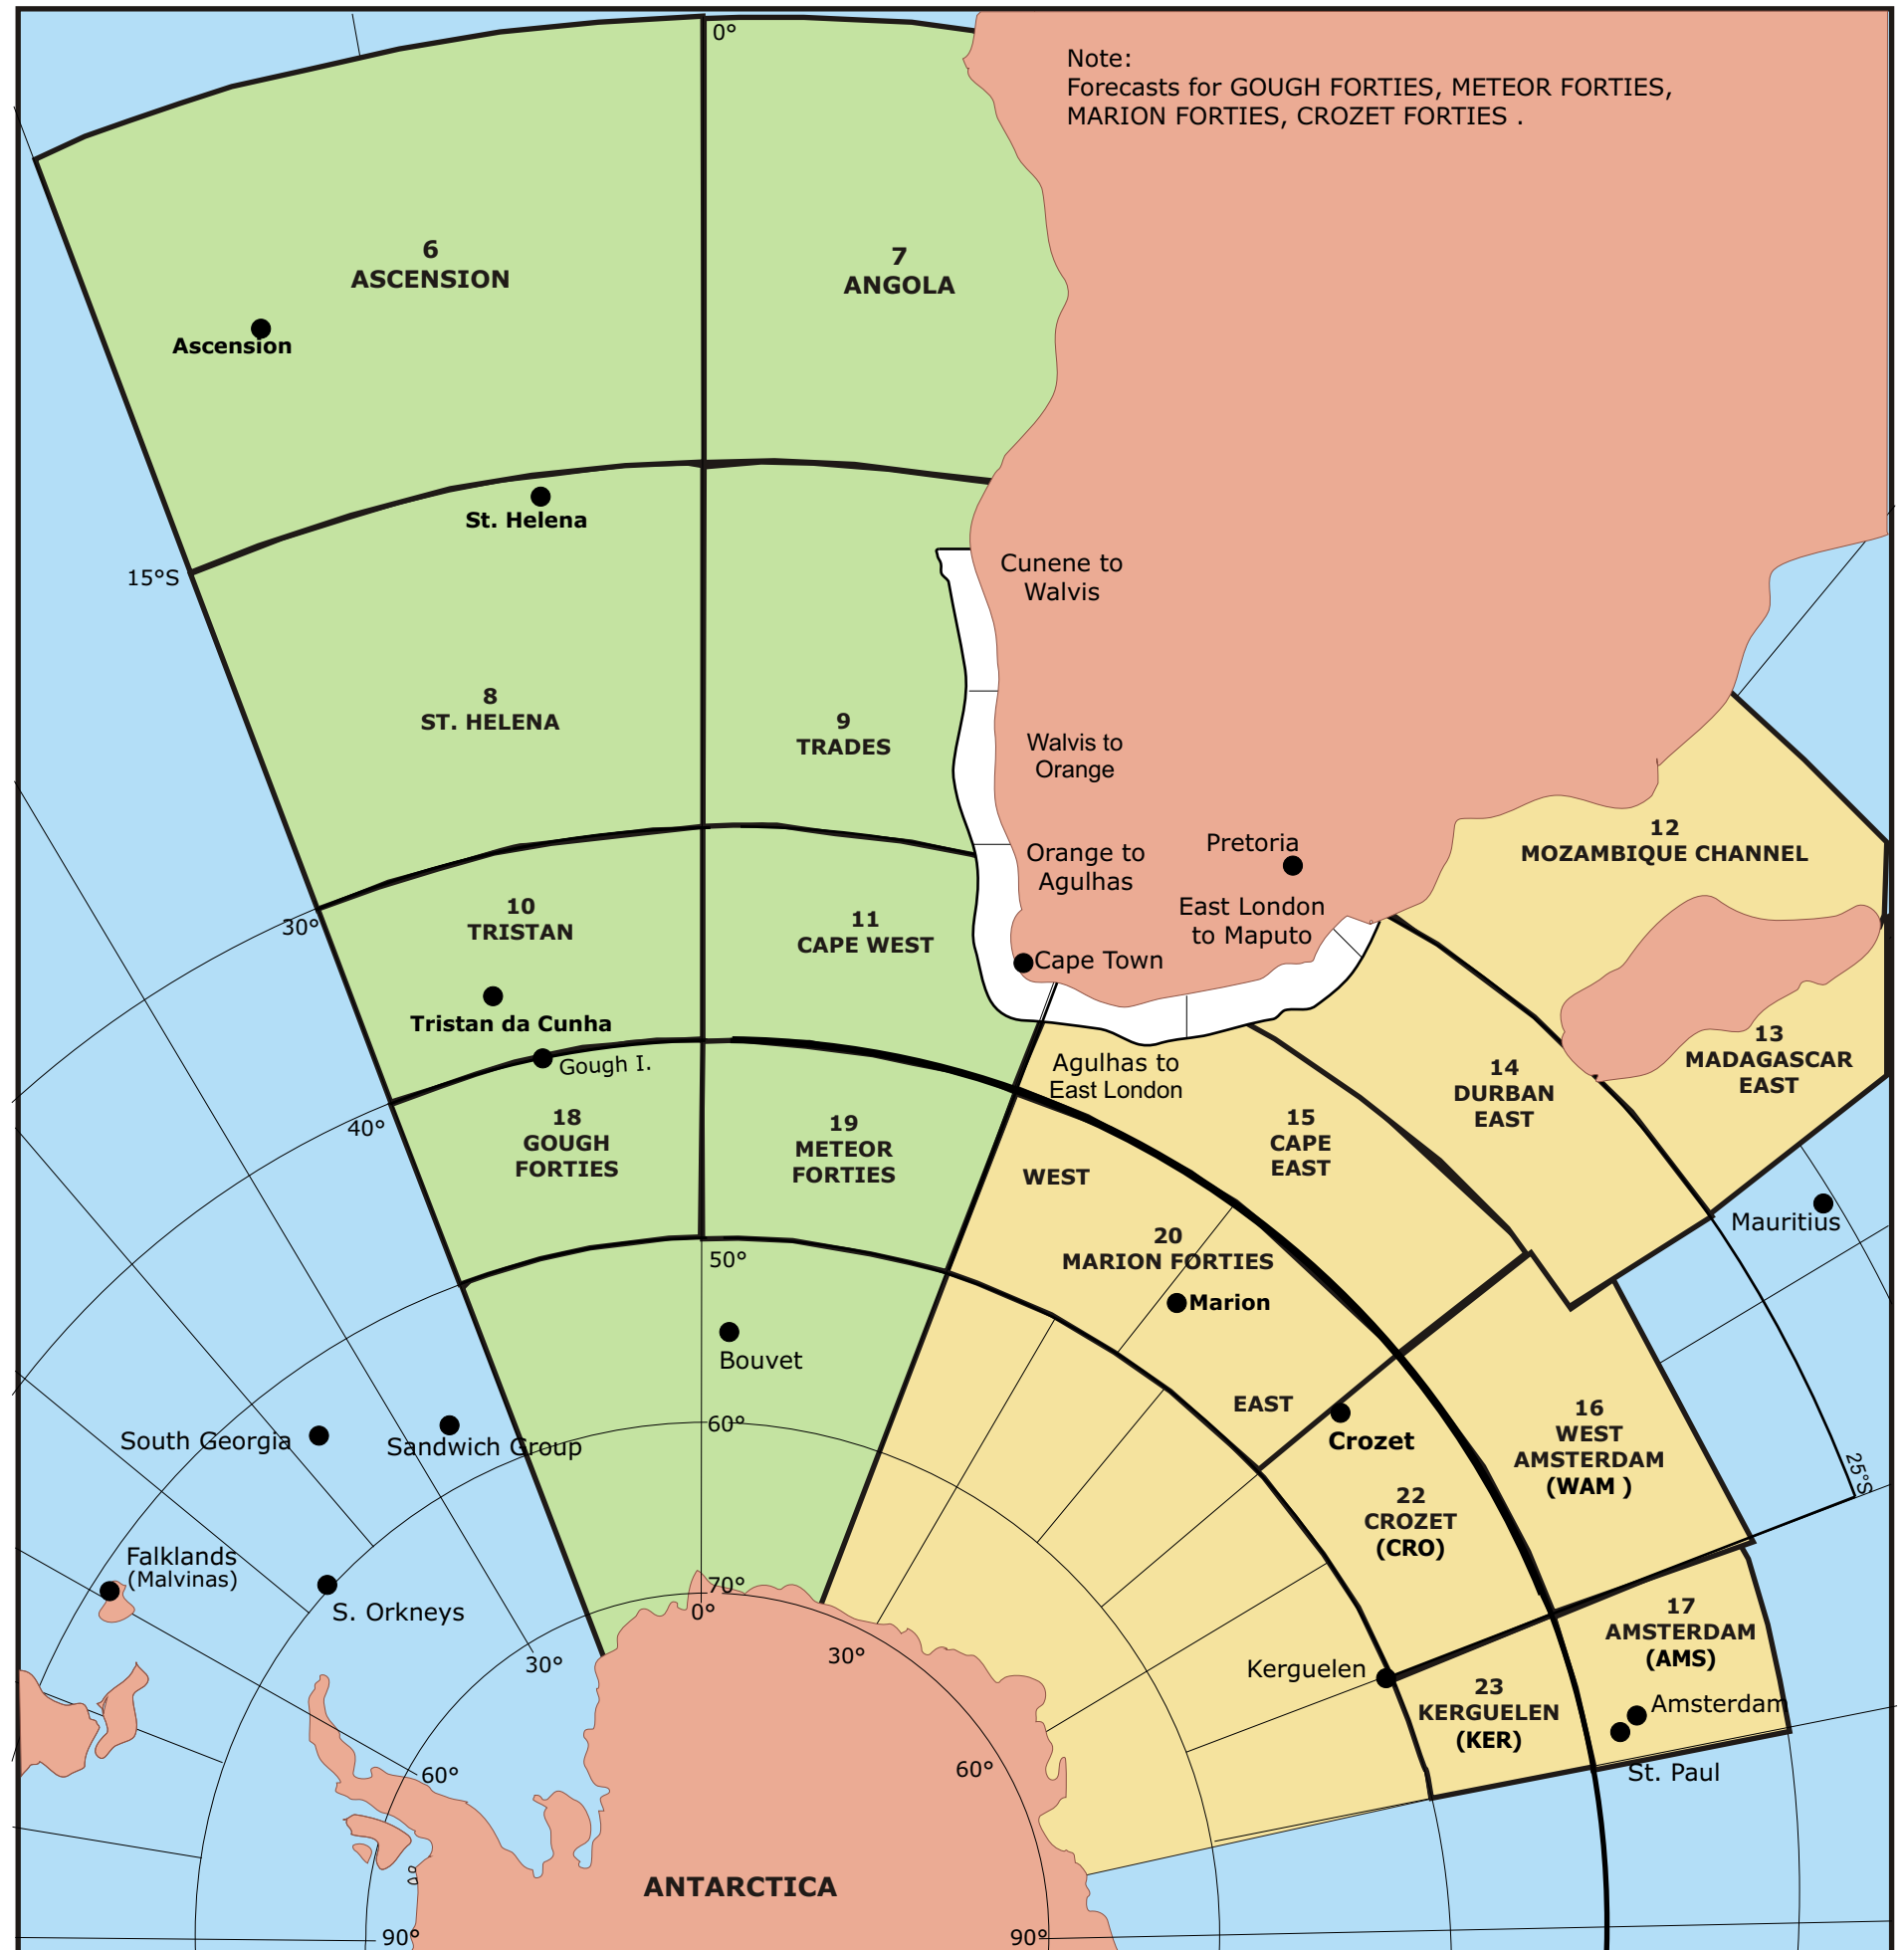 0°
Note:
Forecasts for GOUGH FORTIES, METEOR FORTIES,
MARION FORTIES, CROZET FORTIES .
6
ASCENSION
7
ANGOLA
Ascension
St. Helena
15°S
Cunene to
Walvis
8
ST. HELENA
9
TRADES
Walvis to
Orange
Orange to
Agulhas
Pretoria
12
MOZAMBIQUE CHANNEL
East London
to Maputo
30°
10
TRISTAN
11
CAPE WEST
Cape Town
Tristan da Cunha
Gough I.
Agulhas to
East London
13
MADAGASCAR
EAST
14
DURBAN
EAST
40°
18
GOUGH
FORTIES
19
METEOR
FORTIES
15
CAPE
EAST
WEST
Mauritius
50°
20
MARION FORTIES
Marion
Bouvet
EAST
Crozet
60°
South Georgia
Sandwich Group
16
WEST
AMSTERDAM
(WAM )
25°S
22
CROZET
(CRO)
Falklands
(Malvinas)
S. Orkneys
70°
0°
17
AMSTERDAM
(AMS)
30°
30°
Kerguelen
23
KERGUELEN
(KER)
Amsterdam
St. Paul
60°
60°
ANTARCTICA
90°
90°